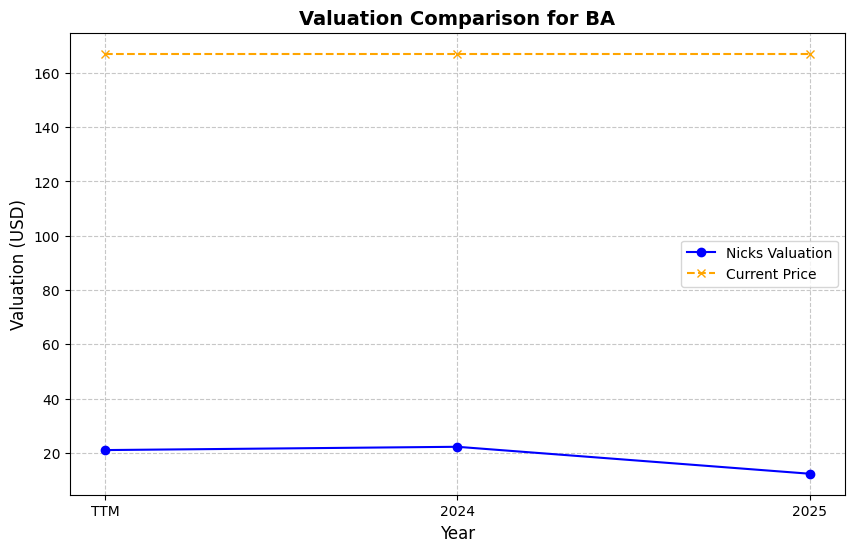 Valuation Comparison for BA
Valuation (USD)
160
140
120
100
80
60
40
20
Nicks Valuation
Current Price
TTM
2024
2025
Year